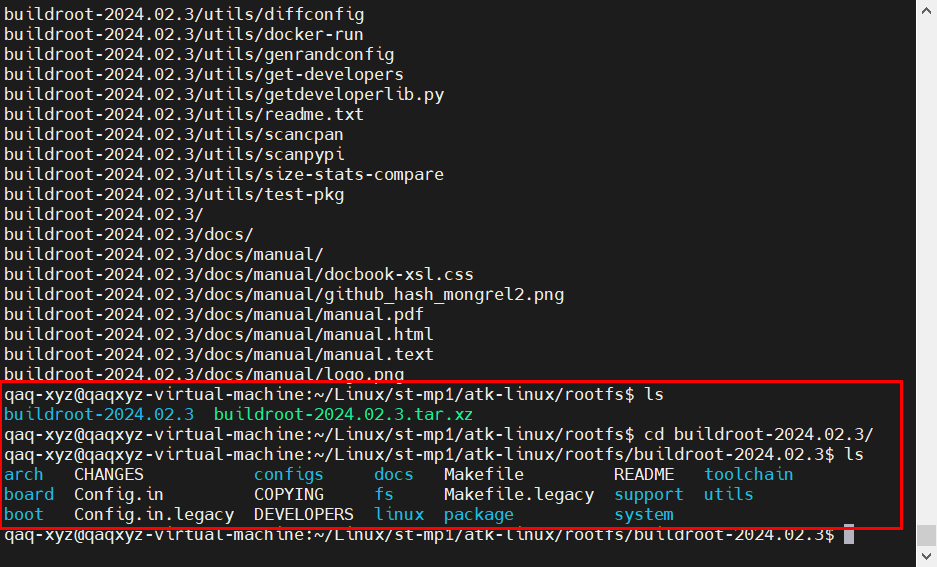 buildroot-2024.02.3/utils/diffconfig
buildroot-2024.02.3/utils/docker-run
buildroot-2024.02.3/utils/genrandconfig
buildroot-2024.02.3/utils/get-developers
buildroot-2024.02.3/utils/getdeveloperlib.py
buildroot-2024.02.3/utils/readme.txt
buildroot-2024.02.3/utils/scancpan
buildroot-2024.02.3/utils/scanpypi
buildroot-2024.02.3/utils/size-stats-compare
buildroot-2024.02.3/utils/test-pkg
buildroot-2024.02.3/
buildroot-2024.02.3/docs/
buildroot-2024.02.3/docs/manual/
buildroot-2024.02.3/docs/manual/docbook-xsl.css
buildroot-2024.02.3/docs/manual/github_hash_mongrel2.png
buildroot-2024.02.3/docs/manual/manual.pdf
buildroot-2024.02.3/docs/manual/manual.html
buildroot-2024.02.3/docs/manual/manual.text
buildroot-2024.02.3/docs/manual/logo.png
qaq-xyz@qaqxyz-virtual-machine:~/Linux/st-mp1/atk-linux/rootfs$ ls
buildroot-2024.02.3  buildroot-2024.02.3.tar.xz
qaq-xyz@qaqxyz-virtual-machine:~/Linux/st-mp1/atk-linux/rootfs$ cd buildroot-2024.02.3/
qaq-xyz@qaqxyz-virtual-machine:~/Linux/st-mp1/atk-linux/rootfs/buildroot-2024.02.3$ ls
arch   CHANGES           configs     docs   Makefile         README   toolchain
board  Config.in         COPYING     fs     Makefile.legacy  support  utils
boot   Config.in.legacy  DEVELOPERS  linux  package          system
qaq-xyz@qaqxyz-virtual-machine:~/Linux/st-mp1/atk-linux/rootfs/buildroot-2024.02.3$